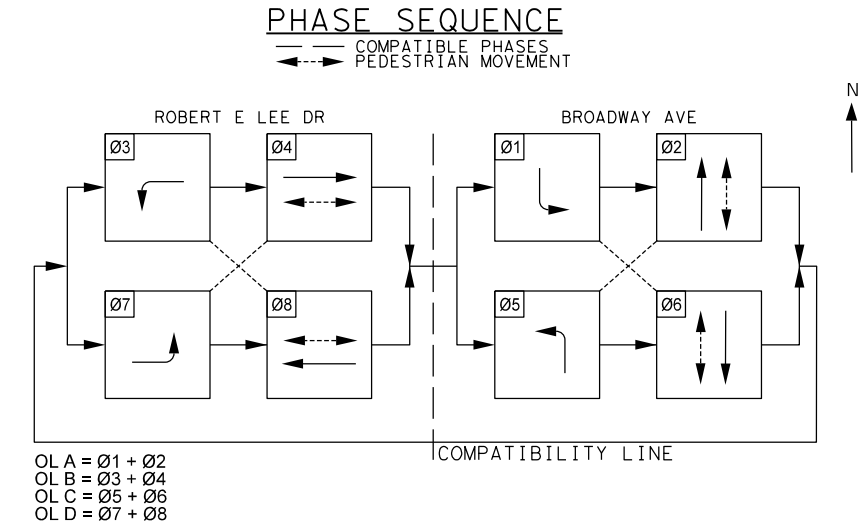 PHASE SEQUENCE
COMPATIBLE PHASES
PEDESTRIAN MOVEMENT
N
ROBERT E LEE DR
BROADWAY AVE
Ø3
Ø4
Ø1
Ø2
Ø7
Ø8
Ø5
Ø6
COMPATIBILITY LINE
OL A = Ø1 + Ø2
OL B = Ø3 + Ø4
OL C = Ø5 + Ø6
OL D = Ø7 + Ø8